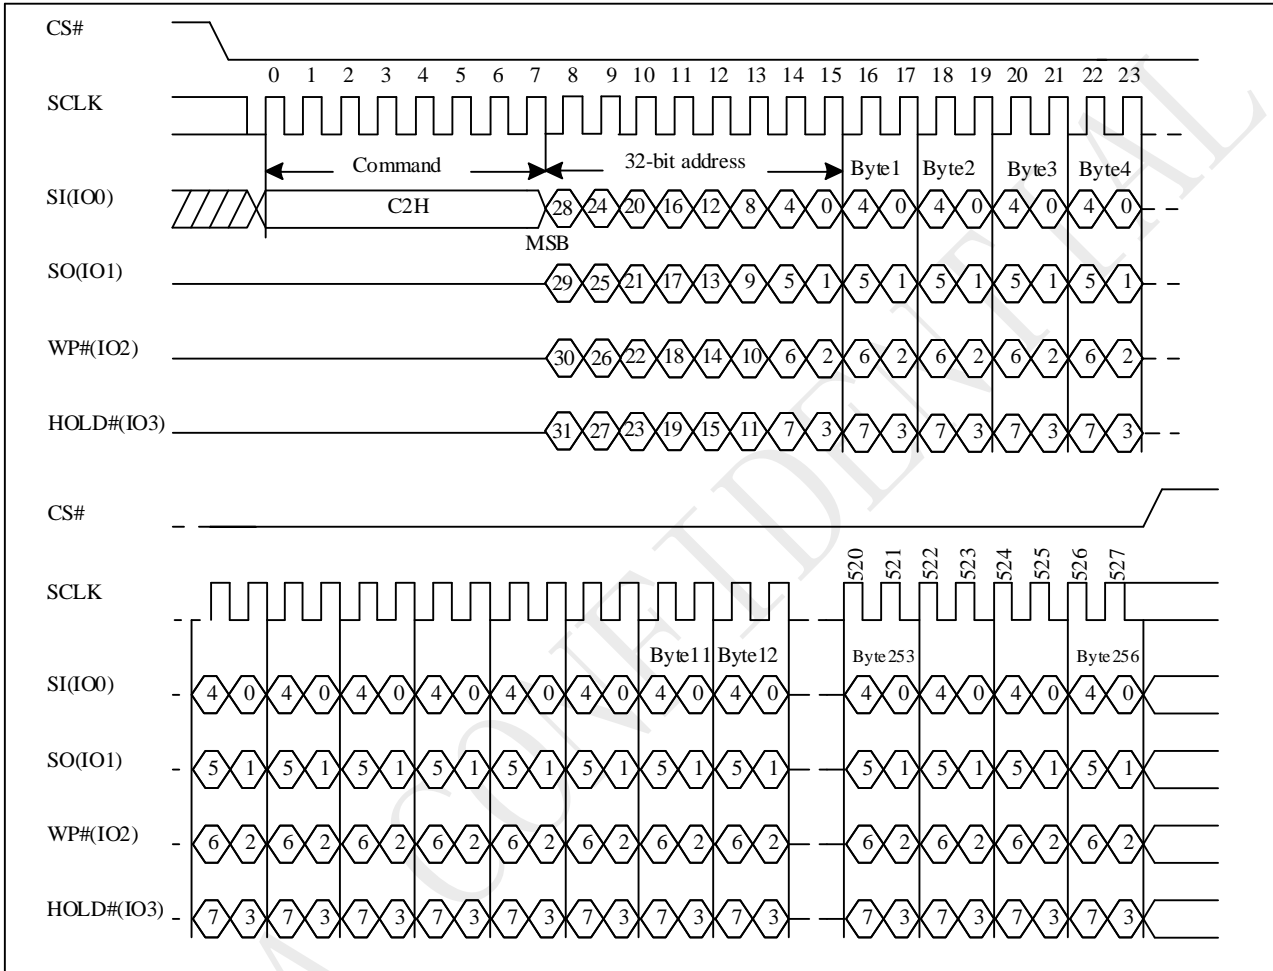 CS#
0 1 2 3 4 5 6 7 8 9 10 11 12 13 14 15 16 17 18 19 20 21 22 23
SCLK
Command 32-bit address Byte1 Byte2 Byte3 Byte4
SI(IO0) C2H 28 24 20 16 12 8 4 0 4 0 4 0 4 0 4 0
MSB
SO(IO1) 29 25 21 17 13 9 5 1 5 1 5 1 5 1 5 1
WP#(IO2) 30 26 22 18 14 10 6 2 6 2 6 2 6 2 6 2
HOLD#(IO3) 31 27 23 19 15 11 7 3 7 3 7 3 7 3 7 3
CS#
520 521 522 523 524 525 526 527
SCLK
Byte11 Byte12 Byte253 Byte256
SI(IO0) 4 0 4 0 4 0 4 0 4 0 4 0 4 0 4 0 4 0 4 0 4 0 4 0
SO(IO1) 5 1 5 1 5 1 5 1 5 1 5 1 5 1 5 1 5 1 5 1 5 1 5 1
WP#(IO2) 6 2 6 2 6 2 6 2 6 2 6 2 6 2 6 2 6 2 6 2 6 2 6 2
HOLD#(IO3) 7 3 7 3 7 3 7 3 7 3 7 3 7 3 7 3 7 3 7 3 7 3 7 3
CONFIDENTIAL